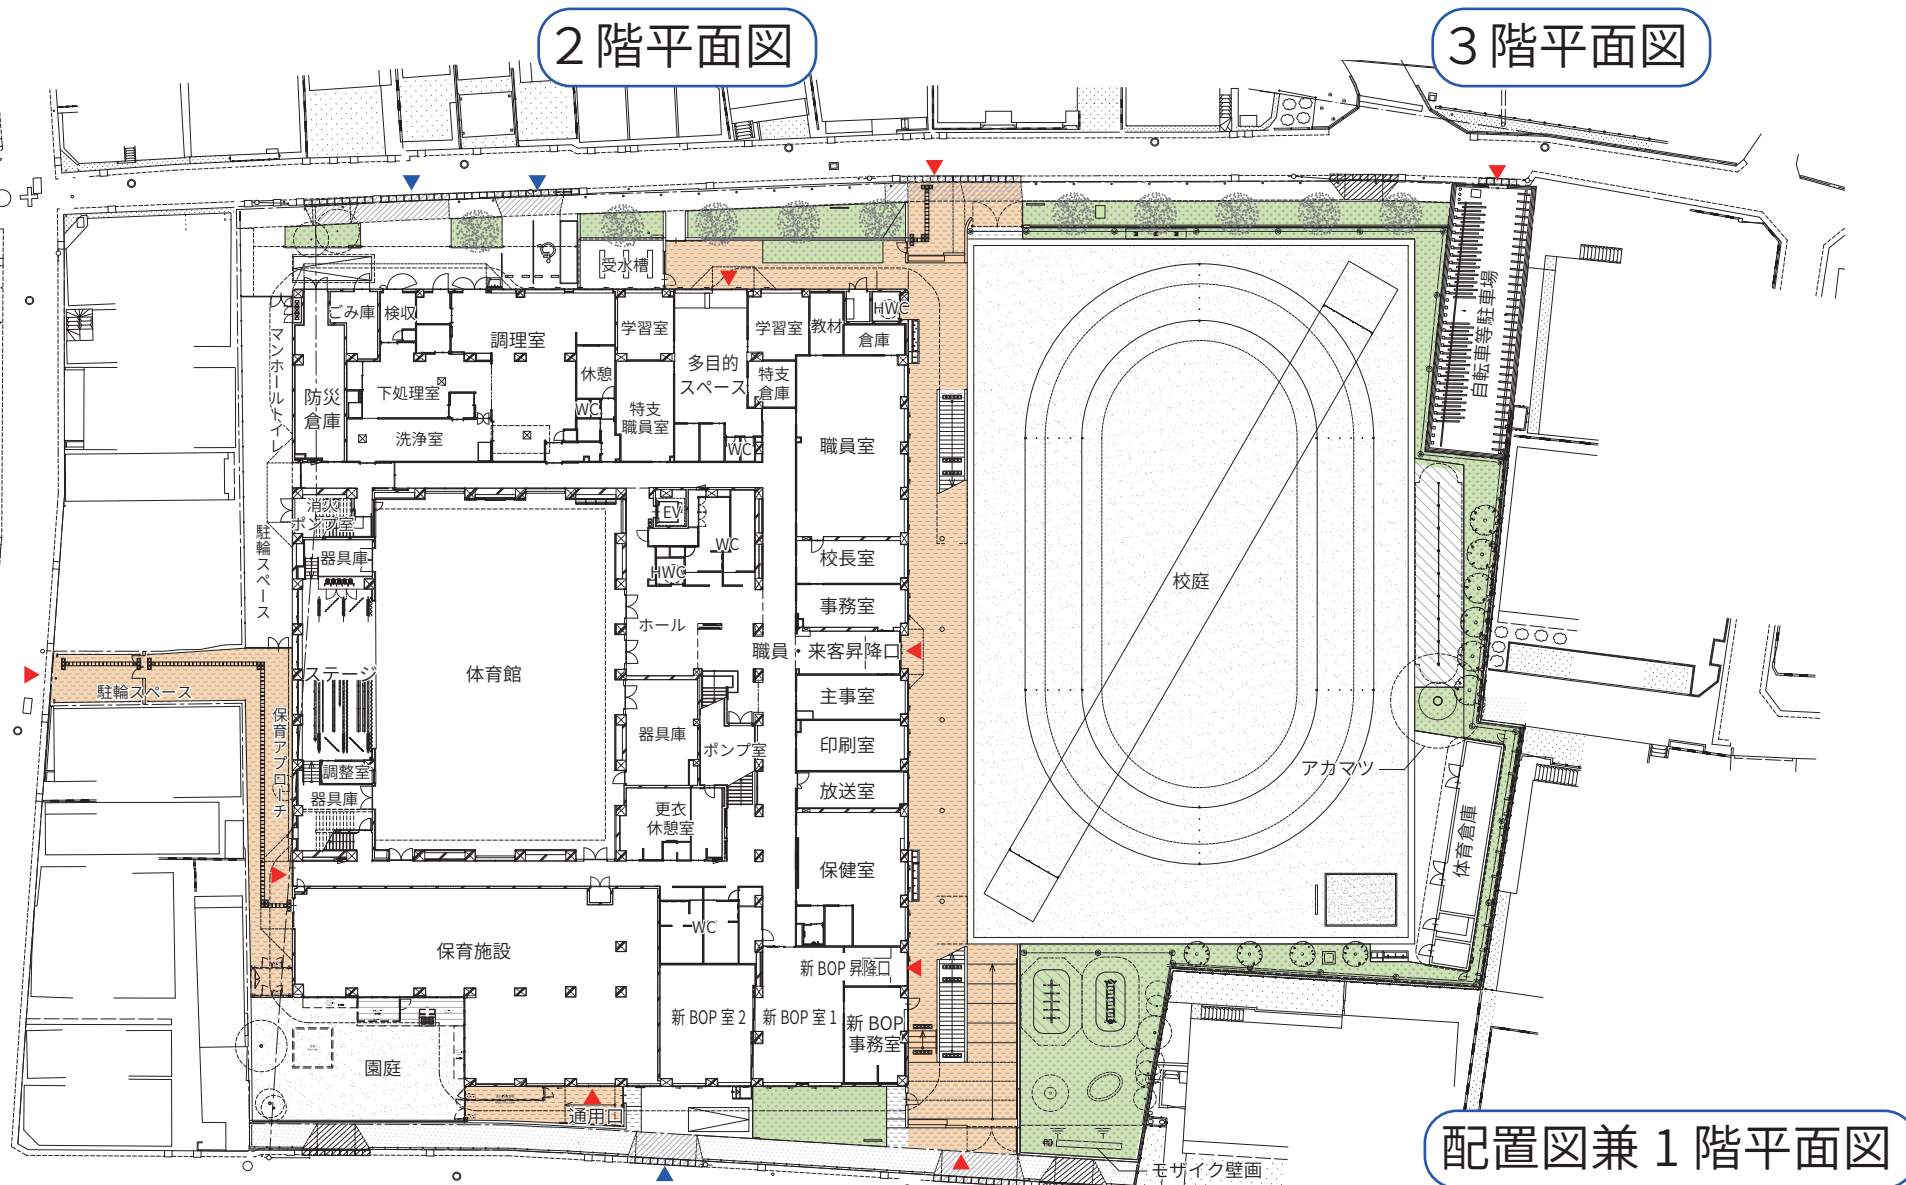 2階平面図
3階平面図
受水槽
ごみ庫
検収
調理室
学習室
多目的
スペース
学習室
教材
HWC
倉庫
マンホールトイレ
防災
倉庫
下処理室
洗浄室
休憩
WC
特支
職員室
特支
倉庫
WC
職員室
自転車等駐車場
消火
ポンプ室
器具庫
駐輪スペース
EV
WC
HWC
ホール
校長室
事務室
職員・来客昇降口
校庭
ステージ
体育館
駐輪スペース
保育アプローチ
主事室
印刷室
放送室
器具庫
ポンプ室
調整室
器具庫
更衣
休憩室
アカマツ
体育倉庫
保健室
保育施設
WC
新BOP昇降口
新BOP室2
新BOP室1
新BOP
事務室
園庭
通用口
モザイク壁画
配置図兼1階平面図